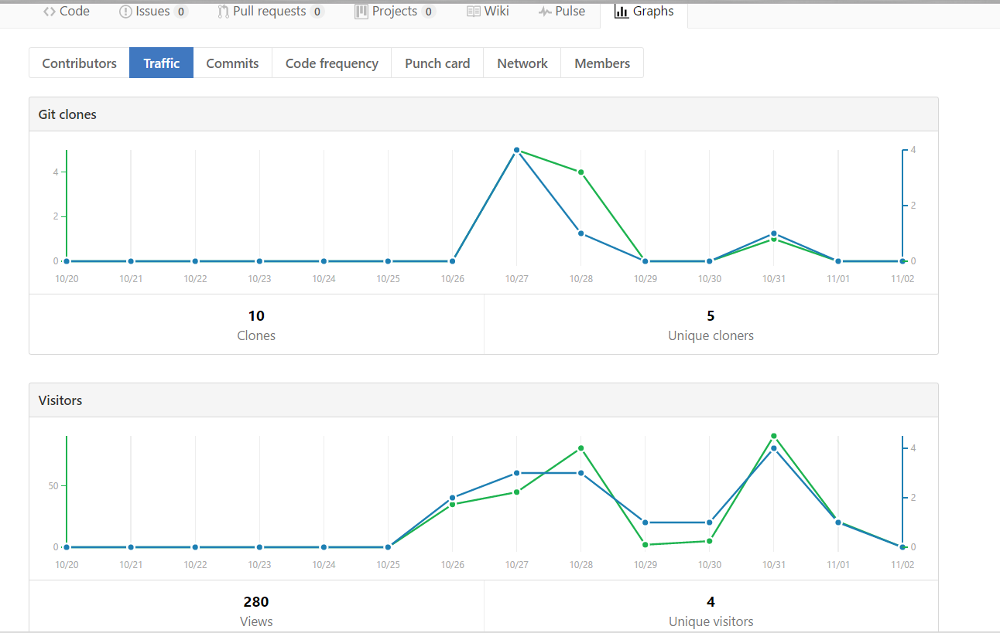 Code Issues 0 Pull requests 0 Projects 0 Wiki Pulse Graphs
Contributors Traffic Commits Code frequency Punch card Network Members
Git clones
4 4
2 2
0 0
10/20 10/21 10/22 10/23 10/24 10/25 10/26 10/27 10/28 10/29 10/30 10/31 11/01 11/02
10 5
Clones Unique cloners
Visitors
4
50
2
0 0
10/20 10/21 10/22 10/23 10/24 10/25 10/26 10/27 10/28 10/29 10/30 10/31 11/01 11/02
280 4
Views Unique visitors